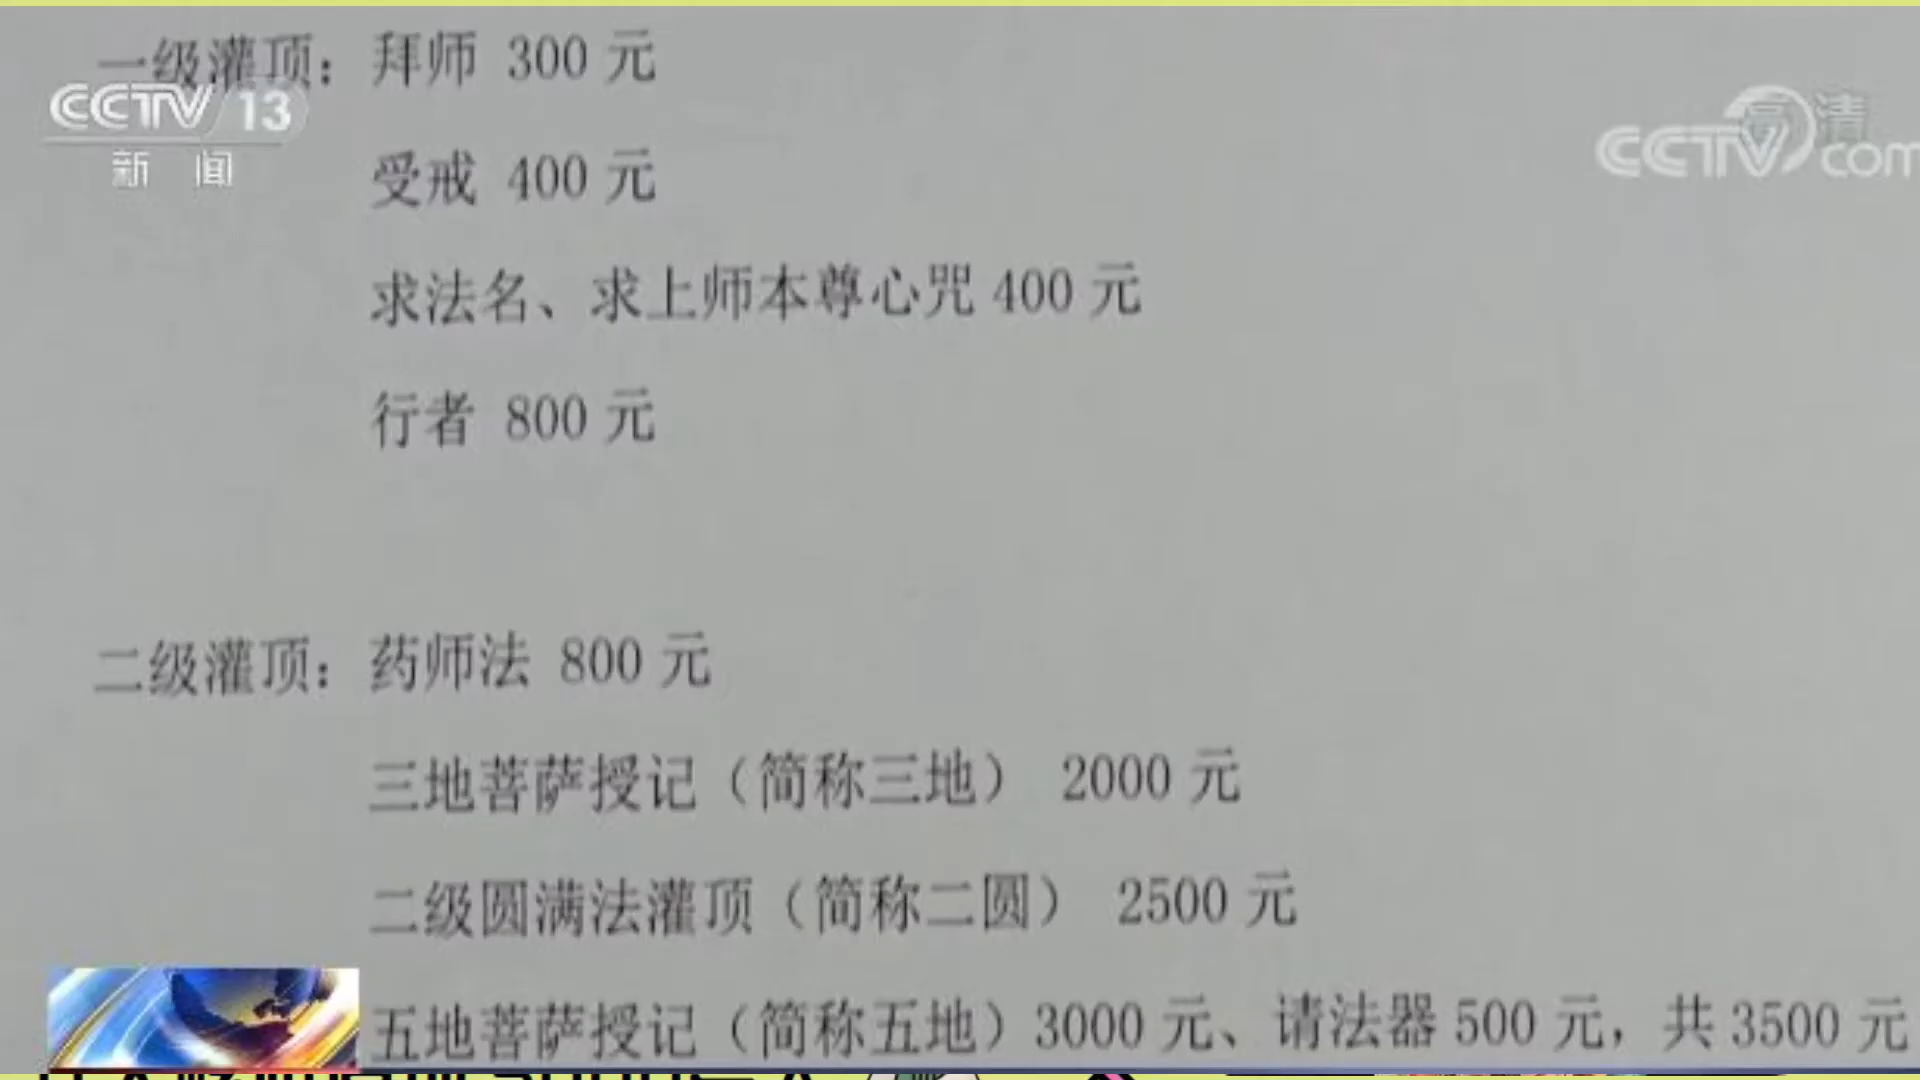 一级灌顶：拜师 300 元
CCTV 13
新 闻
高清
CCTV com
受戒 400 元
求法名、求上师本尊心咒 400 元
行者 800 元
二级灌顶：药师法 800 元
三地菩萨授记（简称三地） 2000 元
二级圆满法灌顶（简称二圆） 2500 元
五地菩萨授记（简称五地）3000 元、请法器 500 元，共 3500 元